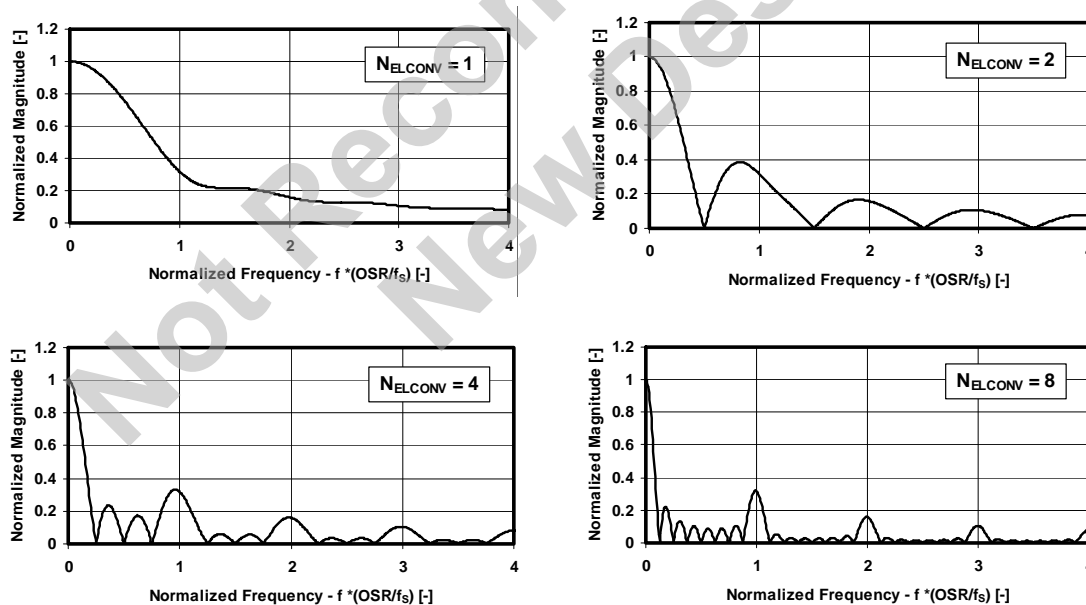 Normalized Magnitude [-]
1.2
1
0.8
0.6
0.4
0.2
0
N_ELCONV = 1
0 1 2 3 4
Normalized Frequency - f *(OSR/f_S) [-]
Normalized Magnitude [-]
1.2
1
0.8
0.6
0.4
0.2
0
N_ELCONV = 2
0 1 2 3
Normalized Frequency - f *(OSR/f_S) [-]
Normalized Magnitude [-]
1.2
1
0.8
0.6
0.4
0.2
0
N_ELCONV = 4
0 1 2 3 4
Normalized Frequency - f *(OSR/f_S) [-]
Normalized Magnitude [-]
1.2
1
0.8
0.6
0.4
0.2
0
N_ELCONV = 8
0 1 2 3
Normalized Frequency - f *(OSR/f_S) [-]
Not
New